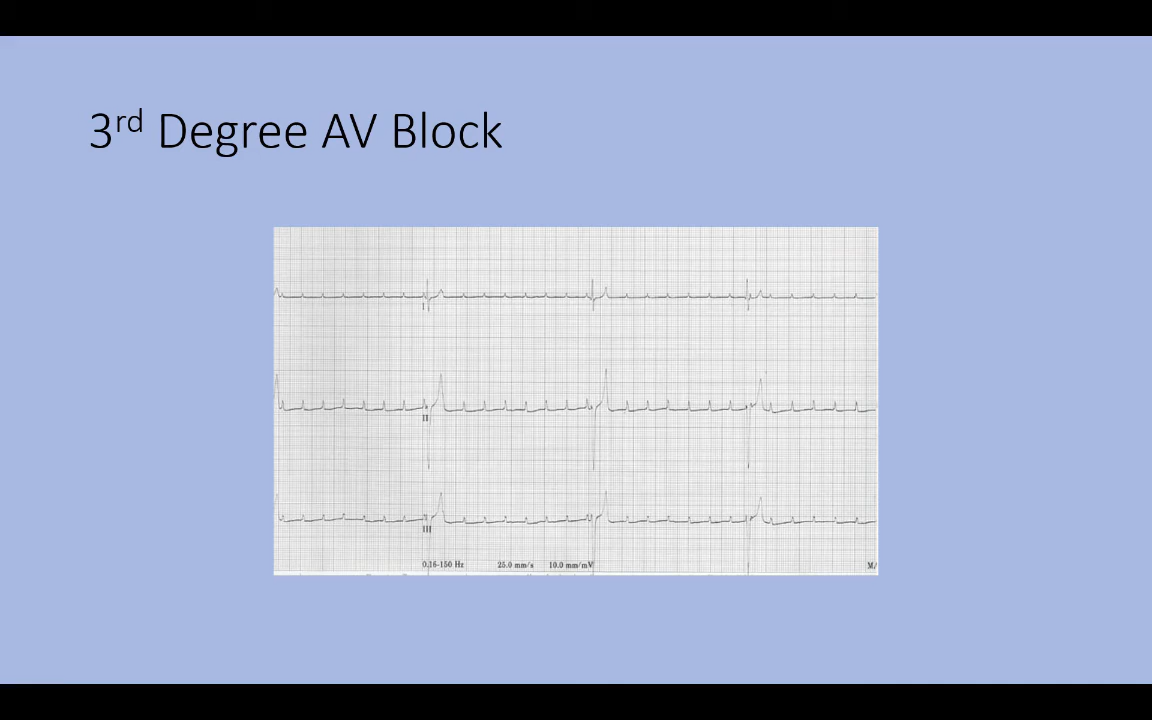 3rd Degree AV Block
I
II
III
0.16-150 Hz 25.0 mm/s 10.0 mm/mV M/